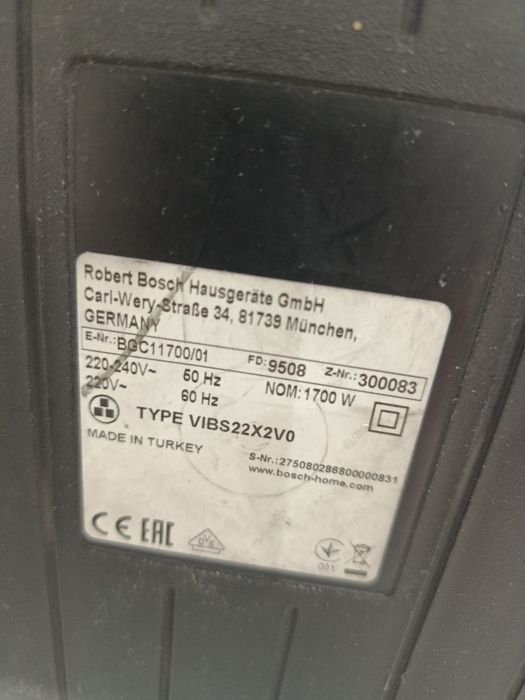 Robert Bosch Hausgeräte GmbH
Carl-Wery-Straße 34, 81739 München,
GERMANY
E-Nr.: BGC11700/01 FD: 9508 Z-Nr.: 300083
220-240V~ 50 Hz NOM: 1700 W
220V~ 60 Hz
TYPE VIBS22X2V0
MADE IN TURKEY
S-Nr.: 275080286800000831
www.bosch-home.com
CE EAC DVE
001